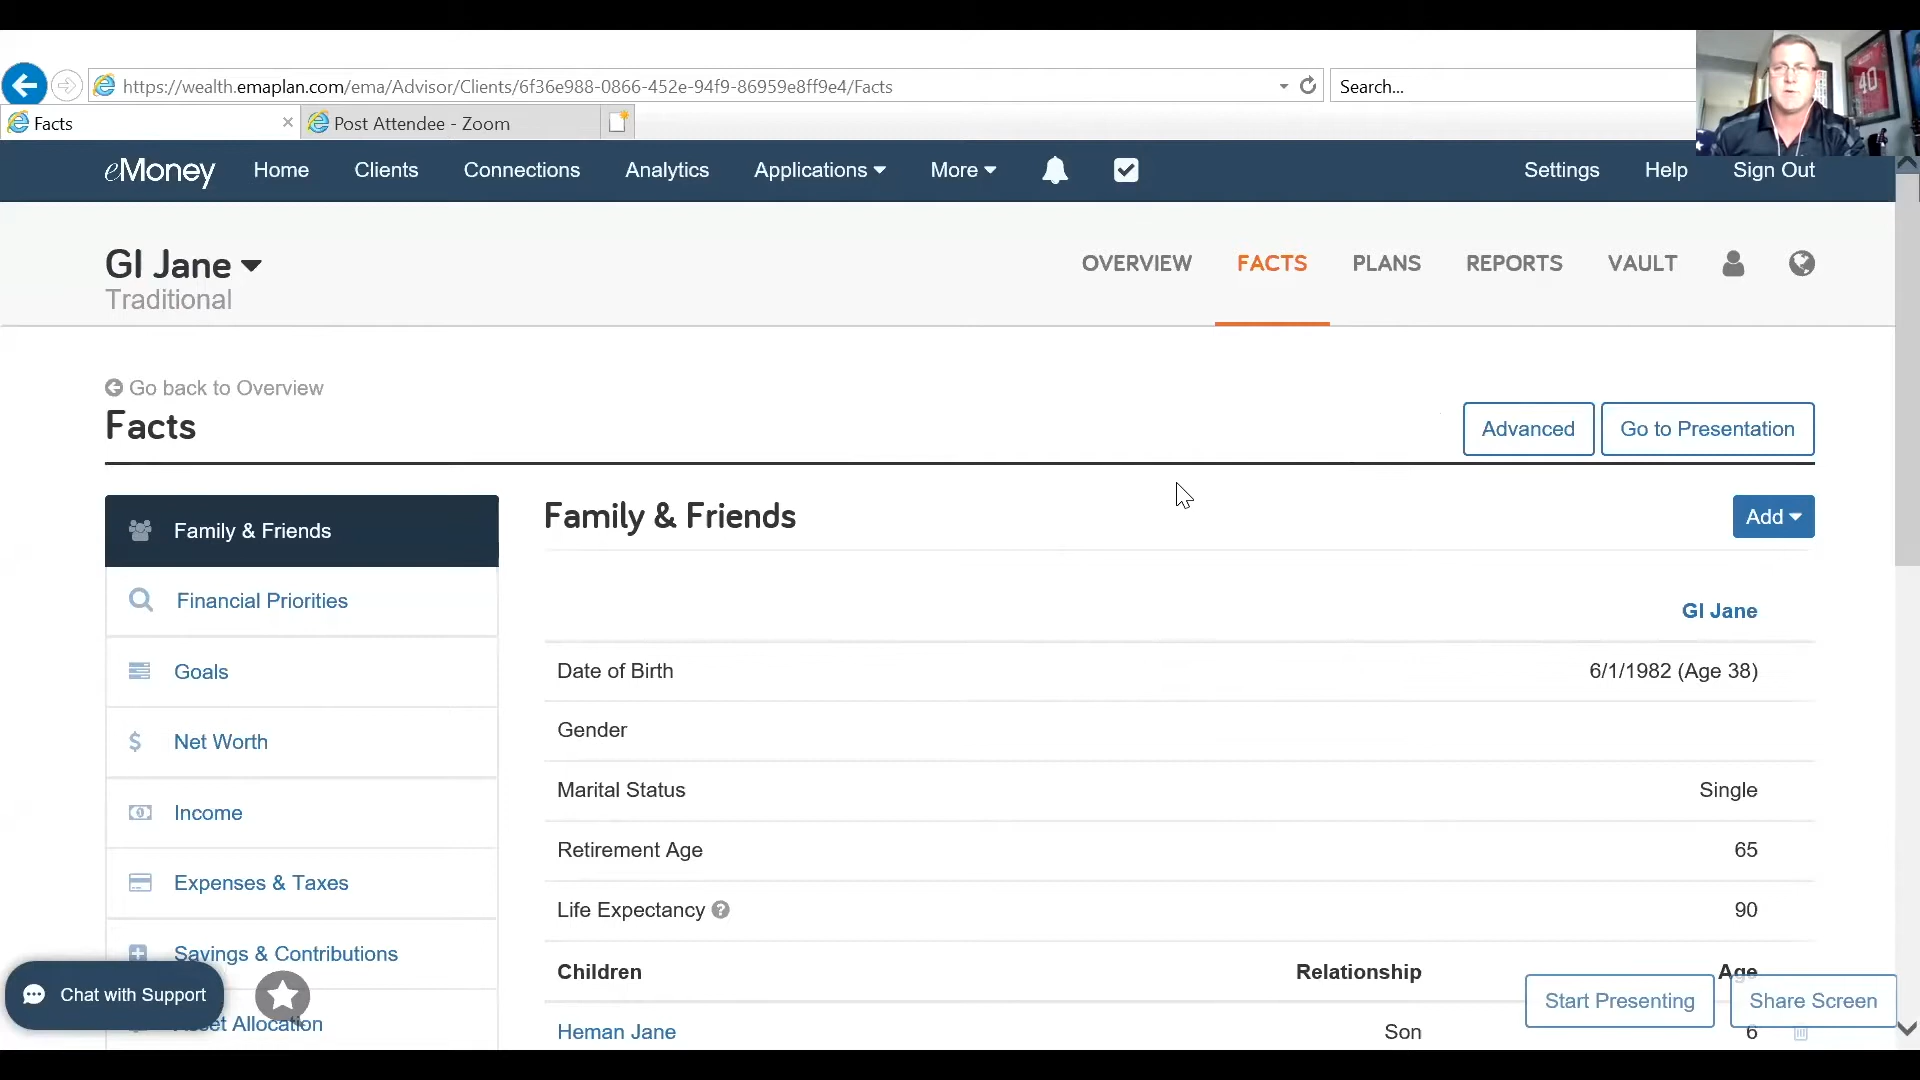 https://wealth.emaplan.com/ema/Advisor/Clients/6f36e988-0866-452e-94f9-86959e8ff9e4/Facts
Search...
Facts
Post Attendee - Zoom
40
eMoney
Home
Clients
Connections
Analytics
Applications
More
Settings
Help
Sign Out
GI Jane
Traditional
OVERVIEW
FACTS
PLANS
REPORTS
VAULT
Go back to Overview
Facts
Advanced
Go to Presentation
Family & Friends
Financial Priorities
Goals
Net Worth
Income
Expenses & Taxes
Savings & Contributions
Asset Allocation
Chat with Support
Family & Friends
Add
GI Jane
Date of Birth 6/1/1982 (Age 38)
Gender
Marital Status Single
Retirement Age 65
Life Expectancy ? 90
Children Relationship Age
Heman Jane Son 6
Start Presenting
Share Screen